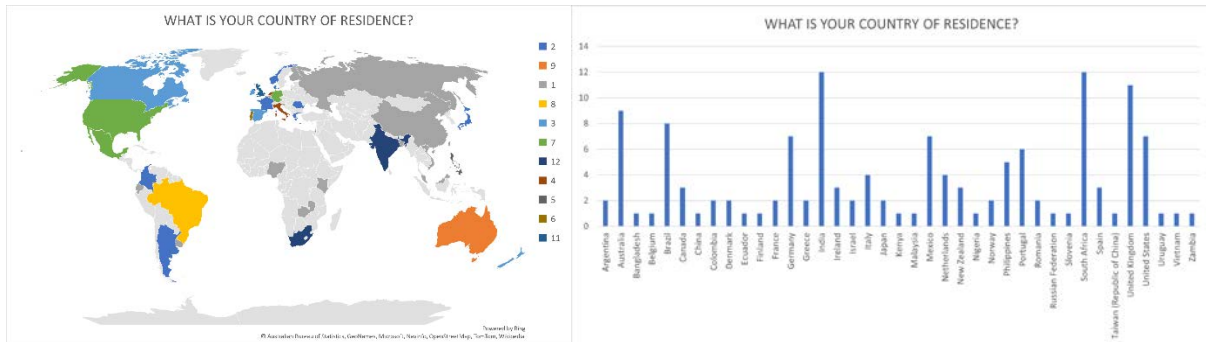 WHAT IS YOUR COUNTRY OF RESIDENCE?
2
9
1
8
3
7
12
4
5
6
11
Powered by Bing
© Australian Bureau of Statistics, GeoNames, Microsoft, Navinfo, OpenStreetMap, TomTom, Wikipedia
WHAT IS YOUR COUNTRY OF RESIDENCE?
14
12
10
8
6
4
2
0
Argentina
Australia
Bangladesh
Belgium
Brazil
Canada
China
Colombia
Denmark
Ecuador
Finland
France
Germany
Greece
India
Ireland
Israel
Italy
Japan
Kenya
Malaysia
Mexico
Netherlands
New Zealand
Nigeria
Norway
Philippines
Portugal
Romania
Russian Federation
Slovenia
South Africa
Spain
Taiwan (Republic of China)
United Kingdom
United States
Uruguay
Vietnam
Zambia